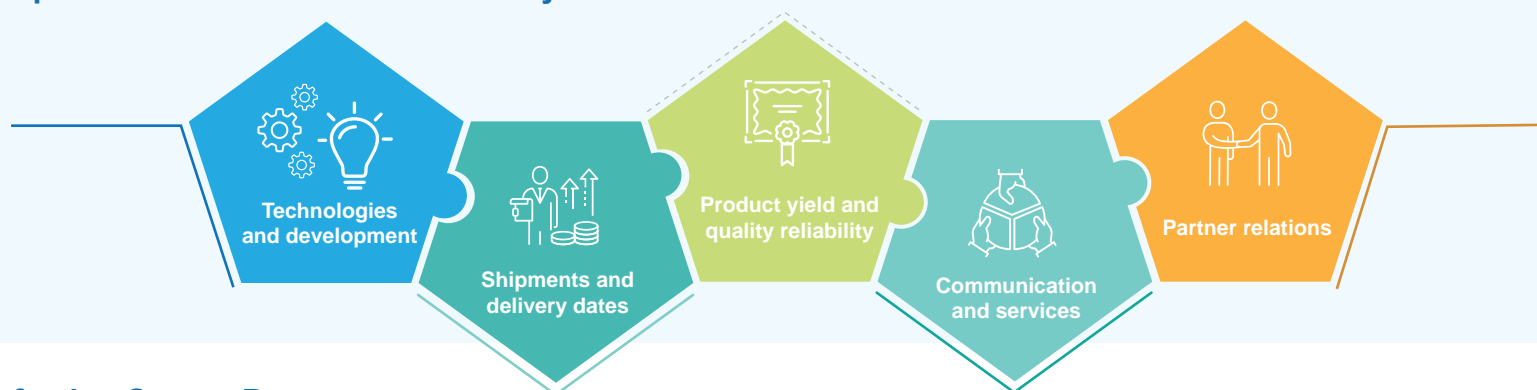 Technologies
and development
Shipments and
delivery dates
Product yield and
quality reliability
Communication
and services
Partner relations